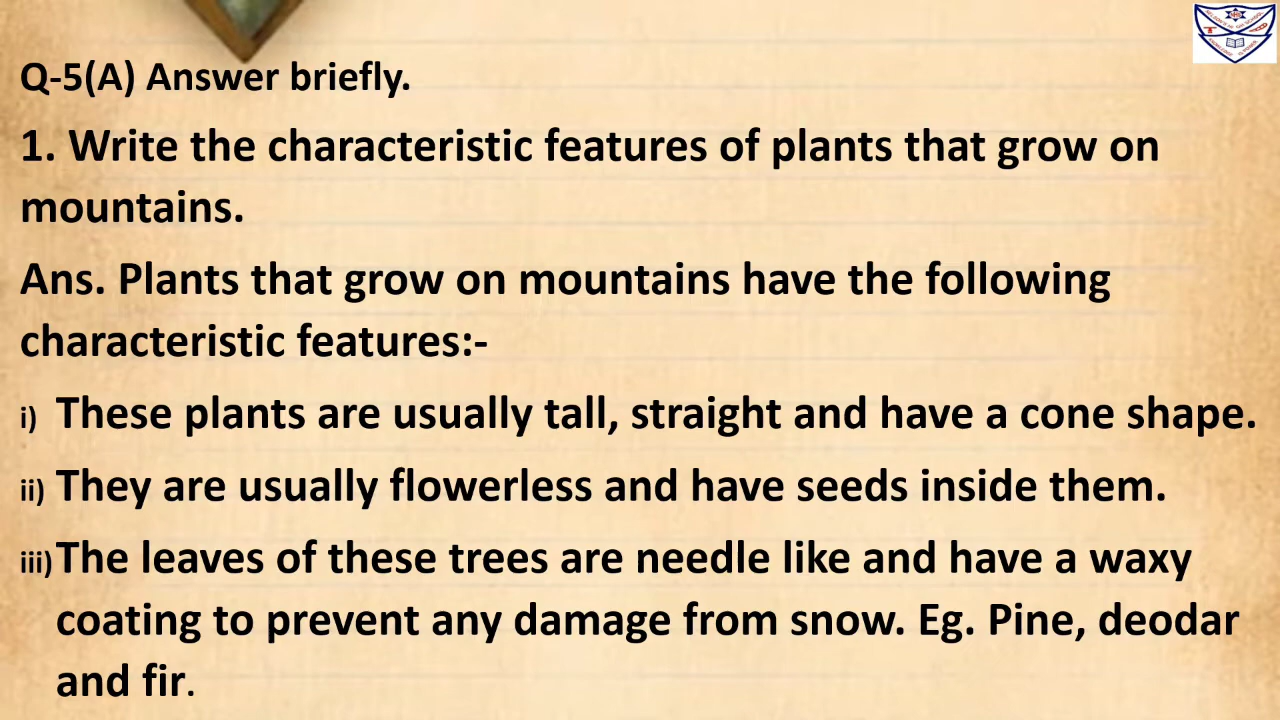 Q-5(A) Answer briefly.
1. Write the characteristic features of plants that grow on
mountains.
Ans. Plants that grow on mountains have the following
characteristic features:-
i) These plants are usually tall, straight and have a cone shape.
ii) They are usually flowerless and have seeds inside them.
iii) The leaves of these trees are needle like and have a waxy
coating to prevent any damage from snow. Eg. Pine, deodar
and fir.